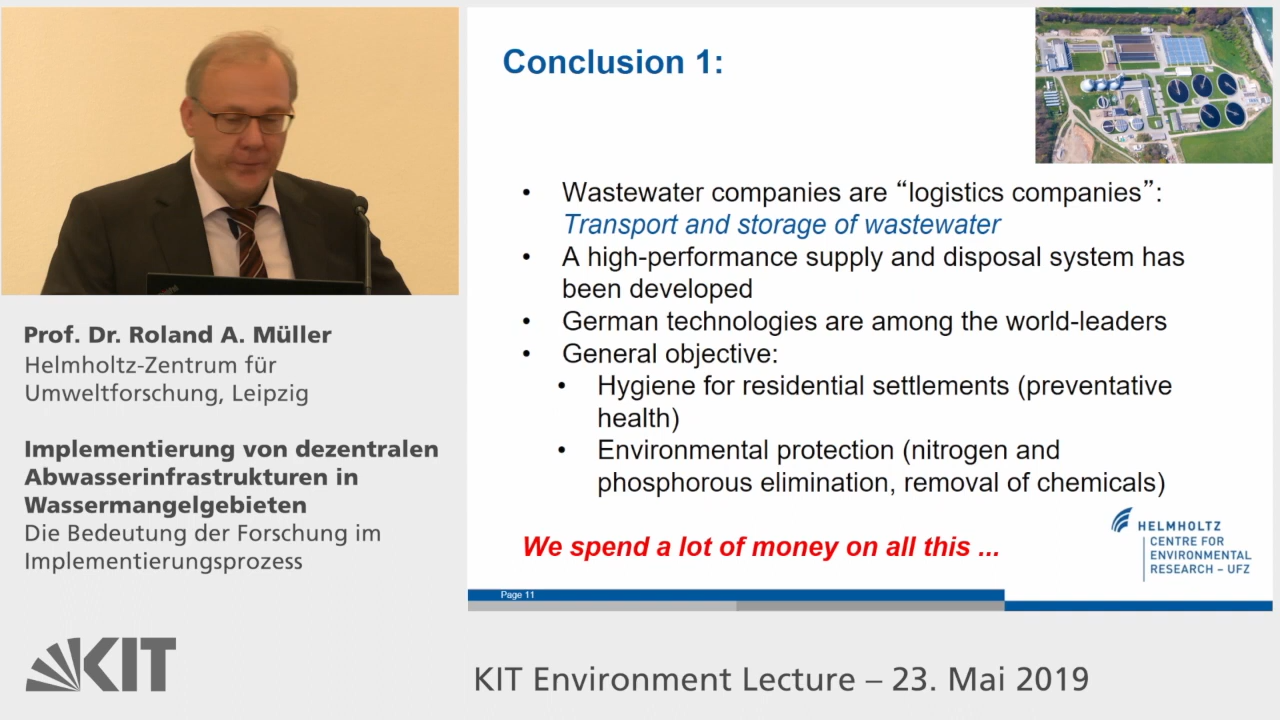 Conclusion 1:
• Wastewater companies are “logistics companies”:
Transport and storage of wastewater
• A high-performance supply and disposal system has
been developed
• German technologies are among the world-leaders
• General objective:
• Hygiene for residential settlements (preventative
health)
• Environmental protection (nitrogen and
phosphorous elimination, removal of chemicals)
We spend a lot of money on all this ...
HELMHOLTZ
CENTRE FOR
ENVIRONMENTAL
RESEARCH – UFZ
Page 11
Prof. Dr. Roland A. Müller
Helmholtz-Zentrum für
Umweltforschung, Leipzig
Implementierung von dezentralen
Abwasserinfrastrukturen in
Wassermangelgebieten
Die Bedeutung der Forschung im
Implementierungsprozess
KIT
KIT Environment Lecture – 23. Mai 2019